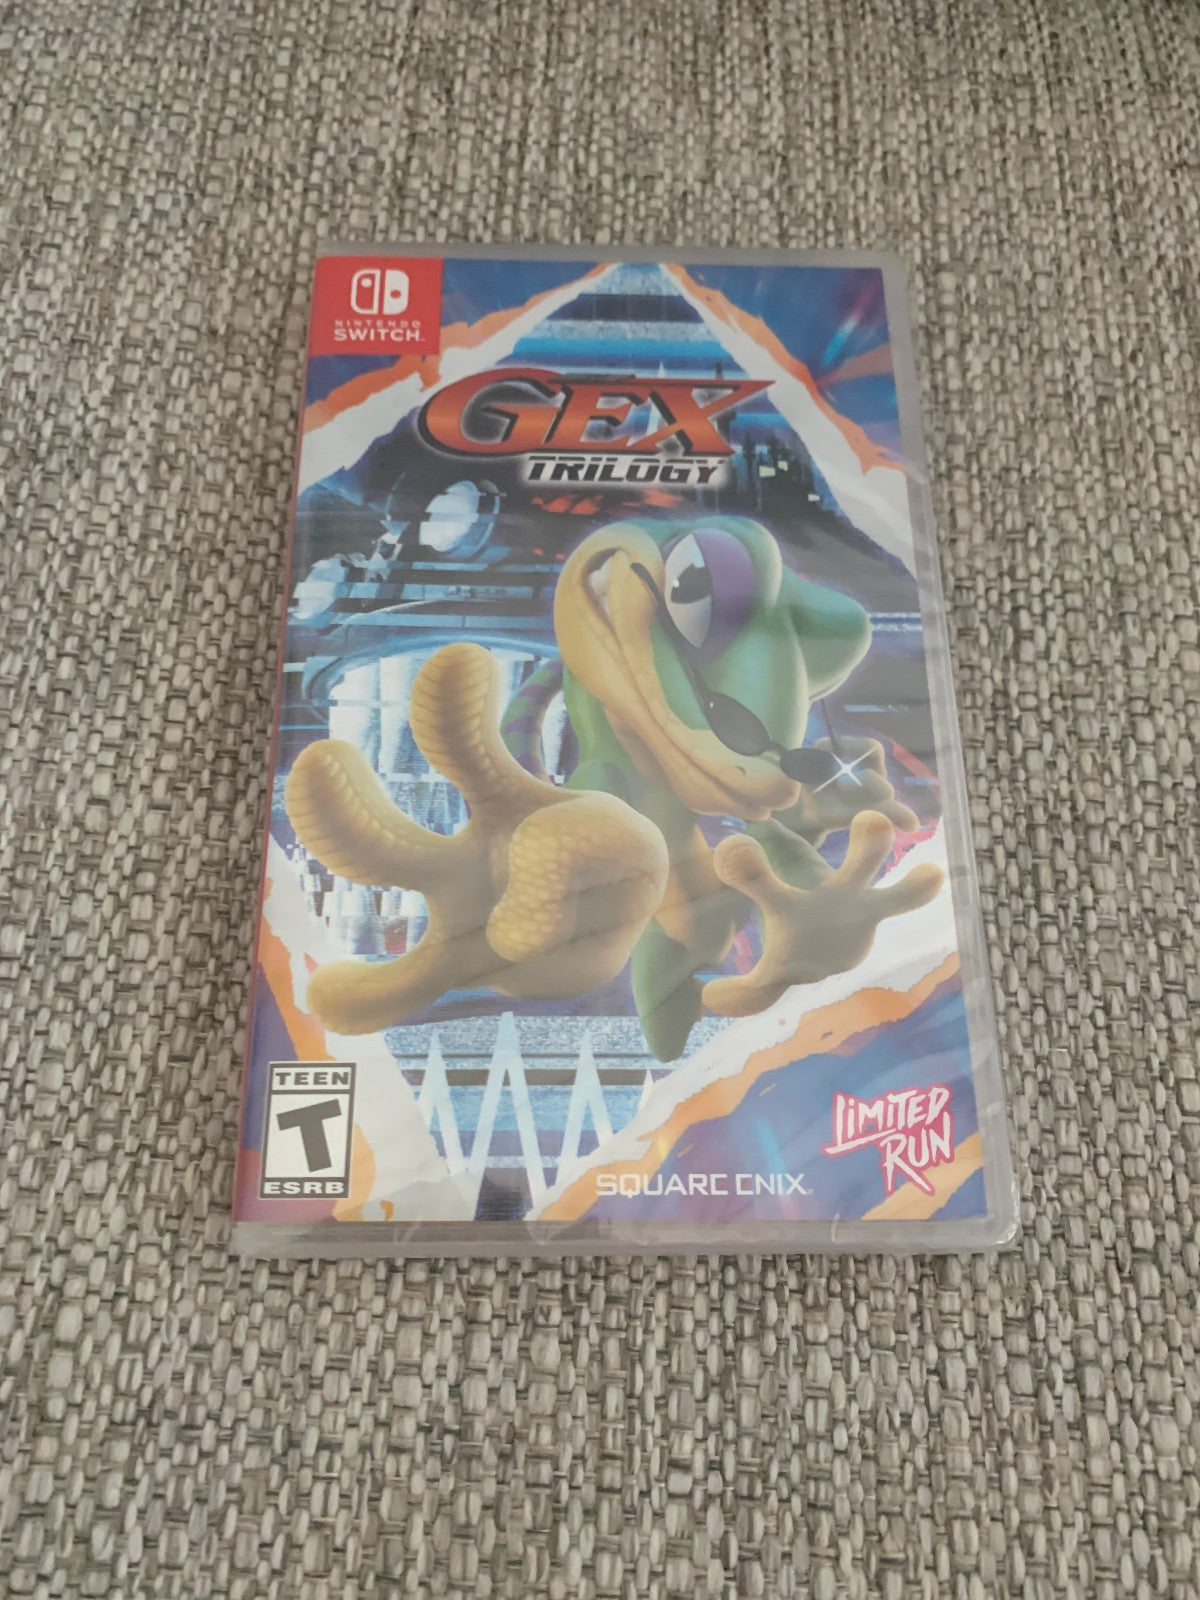 NINTENDO
SWITCH
GEX
TRILOGY
TEEN
T
ESRB
SQUARE ENIX
LIMITED
RUN